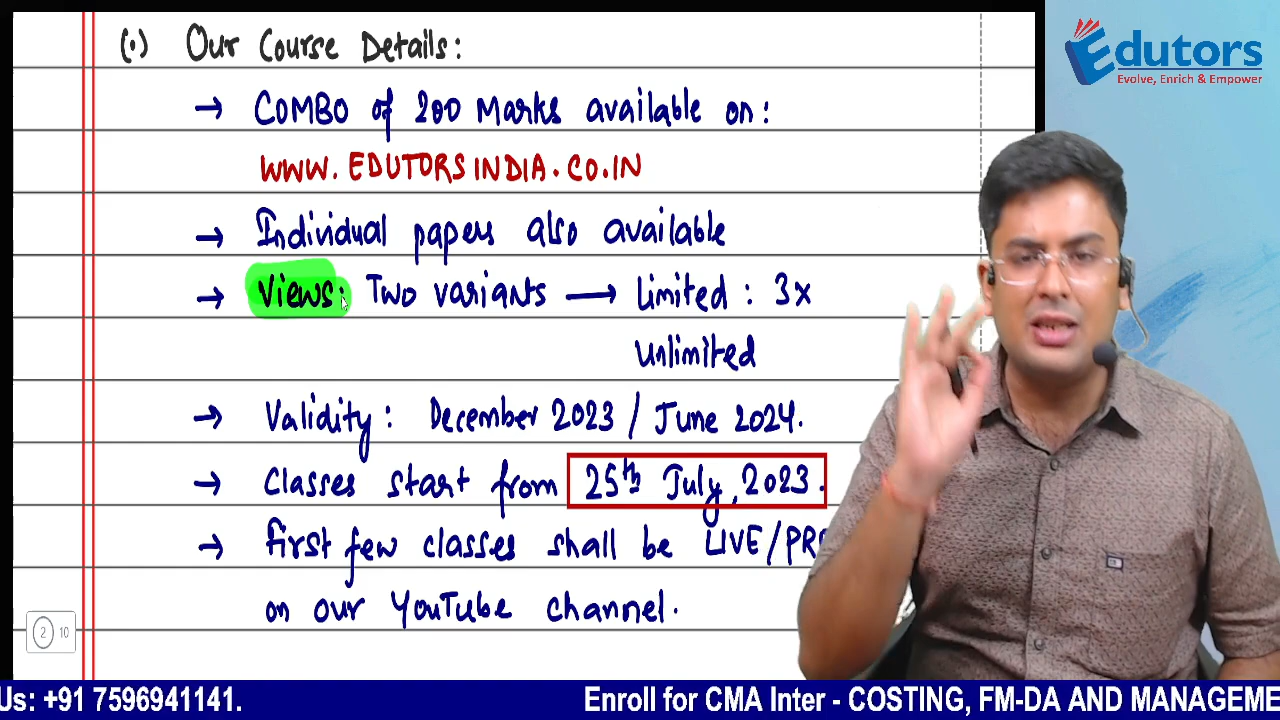 (•) Our Course Details:
→ COMBO of 200 Marks available on:
WWW.EDUTORSINDIA.CO.IN
→ Individual papers also available
→ Views: Two variants → Limited : 3x
Unlimited
→ Validity: December 2023 / June 2024.
→ Classes start from 25th July, 2023.
→ First few classes shall be LIVE/
on our YouTube channel.
2 10
Edutors
Evolve, Enrich & Empower
Us: +91 7596941141. Enroll for CMA Inter - COSTING, FM-DA AND